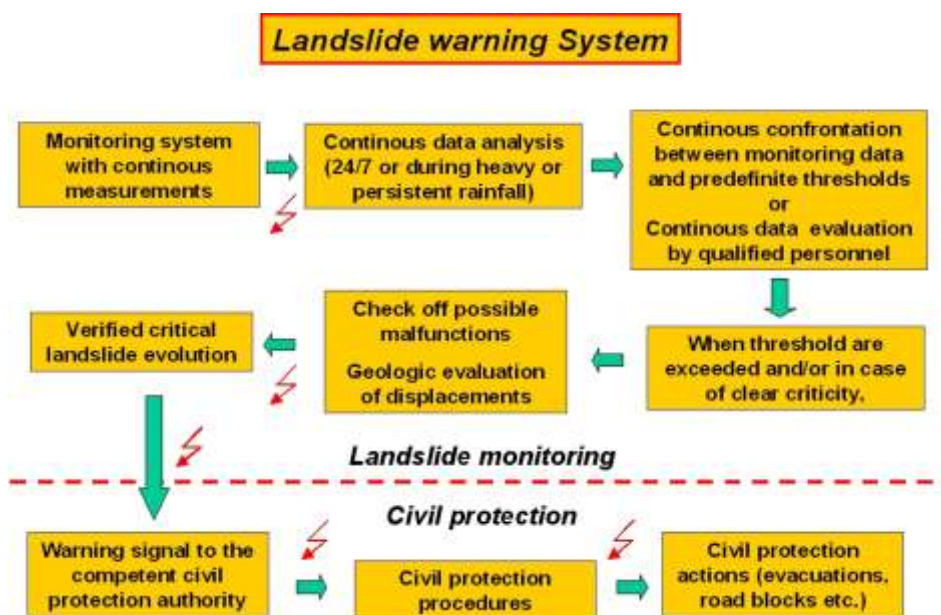 Landslide warning System
Monitoring system
with continous
measurements
Continous data analysis
(24/7 or during heavy or
persistent rainfall)
Continous confrontation
between monitoring data
and predefinite thresholds
or
Continous data evaluation
by qualified personnel
When threshold are
exceeded and/or in case
of clear criticity.
Check off possible
malfunctions
Geologic evaluation
of displacements
Verified critical
landslide evolution
Landslide monitoring
Civil protection
Warning signal to the
competent civil
protection authority
Civil protection
procedures
Civil protection
actions (evacuations,
road blocks etc.)